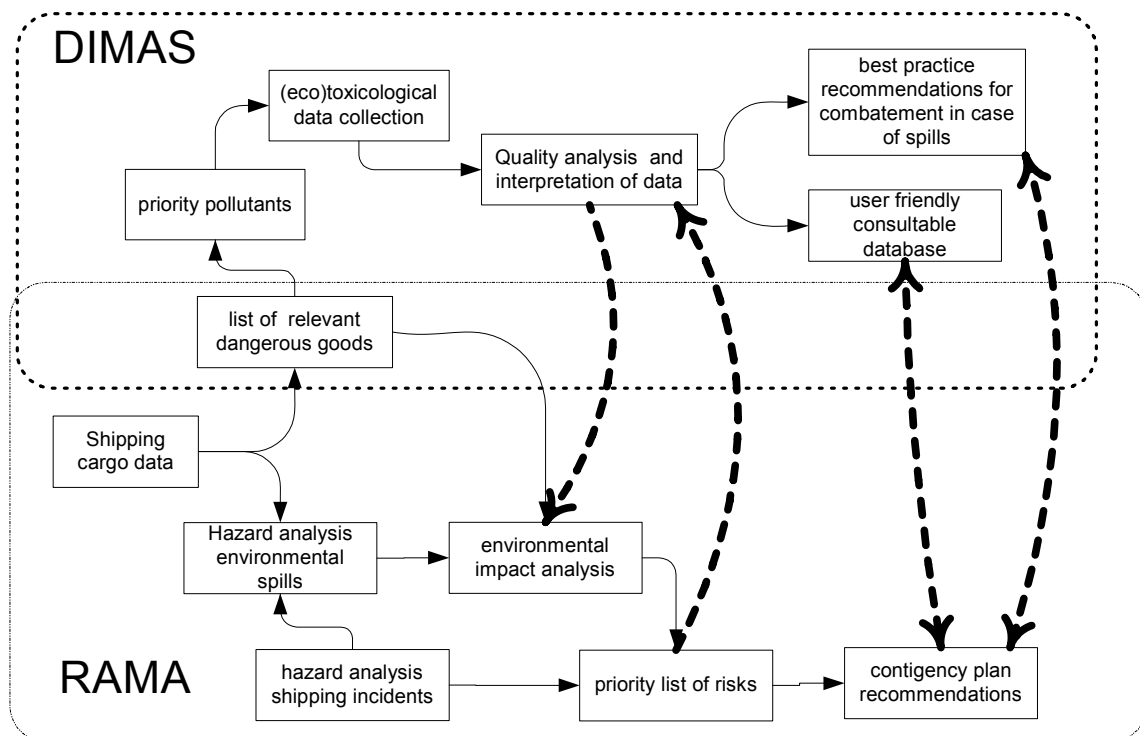 DIMAS
(eco)toxicological
data collection
best practice
recommendations for
combatement in case
of spills
Quality analysis and
interpretation of data
priority pollutants
user friendly
consultable
database
list of relevant
dangerous goods
Shipping
cargo data
Hazard analysis
environmental
spills
environmental
impact analysis
RAMA
hazard analysis
shipping incidents
priority list of risks
contigency plan
recommendations